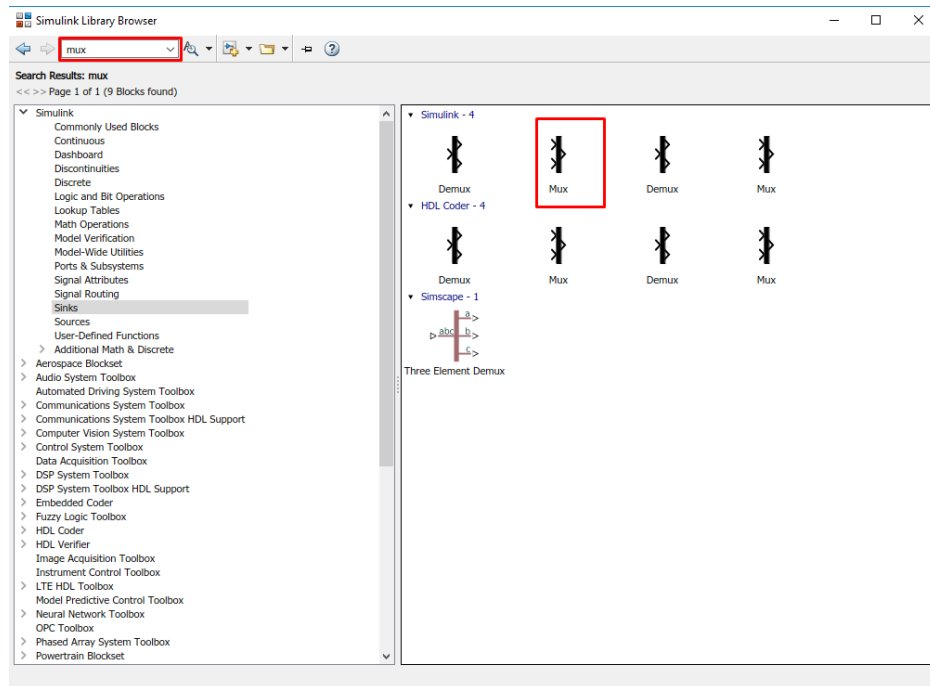 Simulink Library Browser
mux
Search Results: mux
<< >> Page 1 of 1 (9 Blocks found)
Simulink
Commonly Used Blocks
Continuous
Dashboard
Discontinuities
Discrete
Logic and Bit Operations
Lookup Tables
Math Operations
Model Verification
Model-Wide Utilities
Ports & Subsystems
Signal Attributes
Signal Routing
Sinks
Sources
User-Defined Functions
Additional Math & Discrete
Aerospace Blockset
Audio System Toolbox
Automated Driving System Toolbox
Communications System Toolbox
Communications System Toolbox HDL Support
Computer Vision System Toolbox
Control System Toolbox
Data Acquisition Toolbox
DSP System Toolbox
DSP System Toolbox HDL Support
Embedded Coder
Fuzzy Logic Toolbox
HDL Coder
HDL Verifier
Image Acquisition Toolbox
Instrument Control Toolbox
LTE HDL Toolbox
Model Predictive Control Toolbox
Neural Network Toolbox
OPC Toolbox
Phased Array System Toolbox
Powertrain Blockset
Simulink - 4
Demux Mux Demux Mux
HDL Coder - 4
Demux Mux Demux Mux
Simscape - 1
a
abc b
c
Three Element Demux